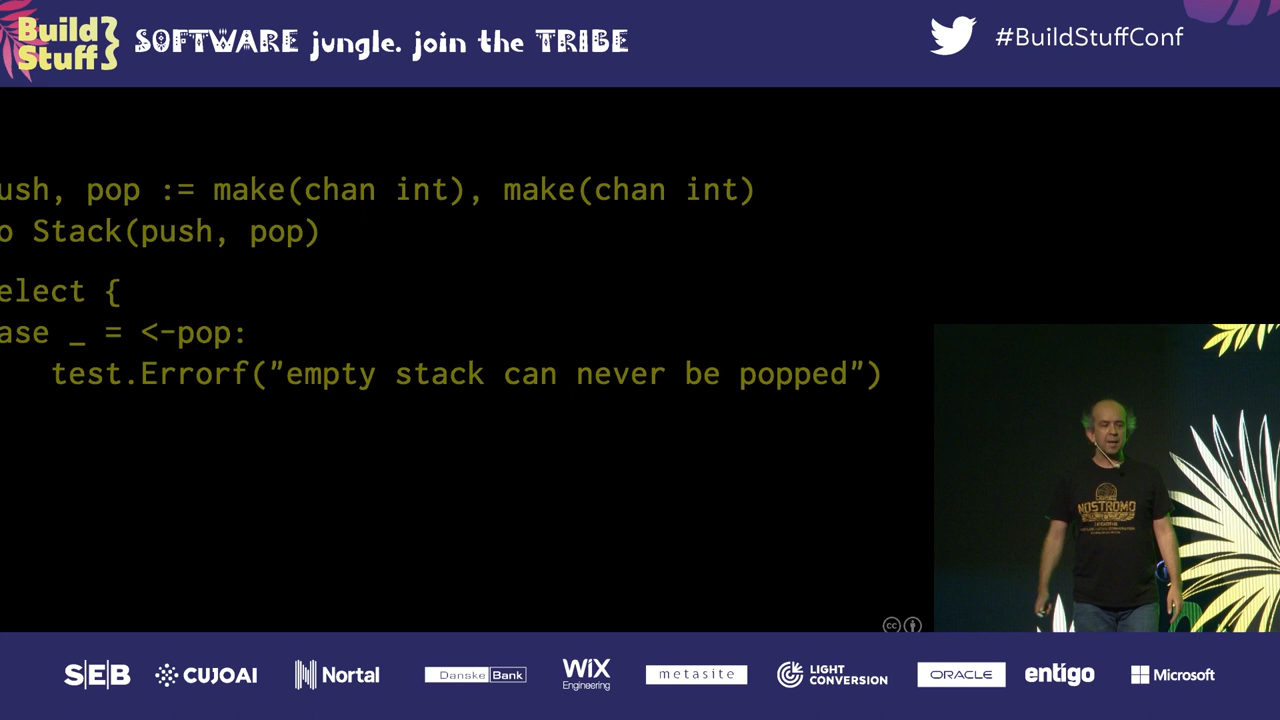 Build Stuff}
SOFTWARE jungle. join the TRIBE
#BuildStuffConf
ush, pop := make(chan int), make(chan int)
o Stack(push, pop)
elect {
ase _ = <-pop:
test.Errorf("empty stack can never be popped")
NOSTROMO
cc
S|E|B
CUJOAI
Nortal
Danske Bank
WiX Engineering
metasite
LIGHT CONVERSION
ORACLE
entigo
Microsoft